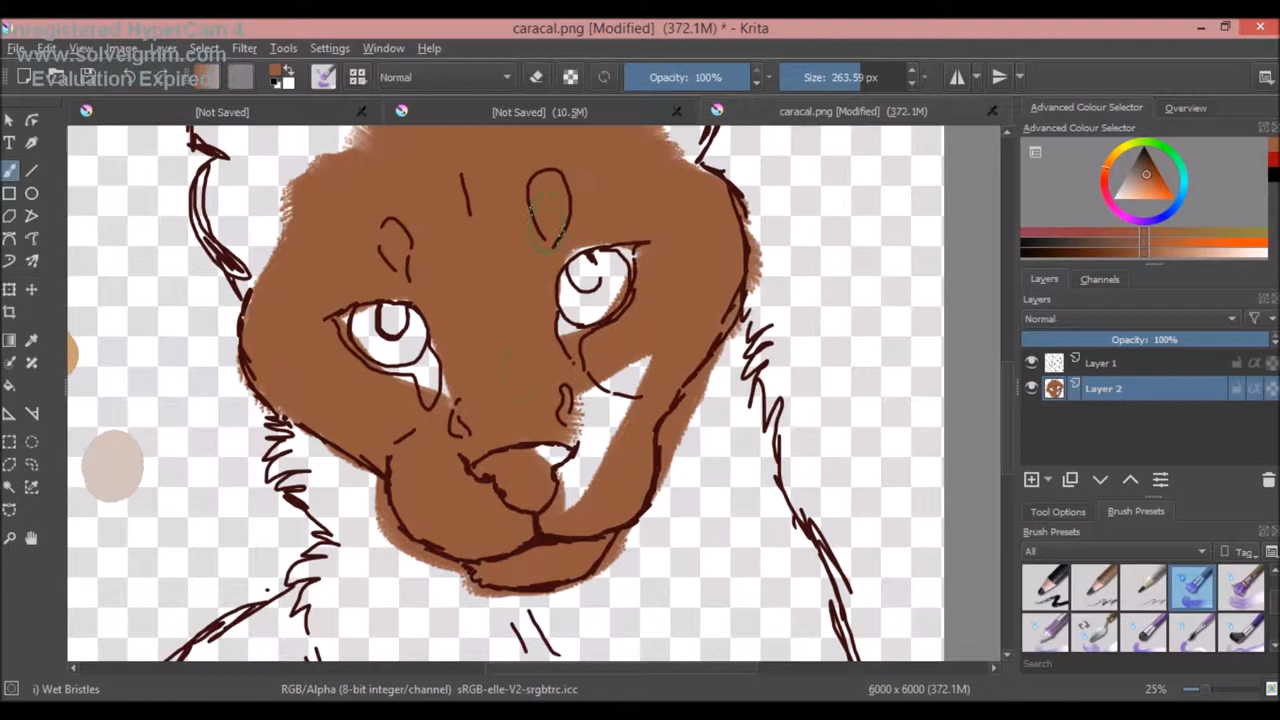 Unregistered HyperCam 4
caracal.png [Modified] (372.1M) * - Krita
File Edit View Image Layer Select Filter Tools Settings Window Help
www.solveigmm.com
Evaluation Expired
Normal
Opacity: 100%
Size: 263.59 px
[Not Saved]
[Not Saved] (10.5M)
caracal.png [Modified] (372.1M)
Advanced Colour Selector
Overview
Advanced Colour Selector
Layers
Channels
Layers
Normal
Opacity: 100%
Layer 1
Layer 2
Tool Options
Brush Presets
Brush Presets
All
Tag
Search
i) Wet Bristles
RGB/Alpha (8-bit integer/channel) sRGB-elle-V2-srgbtrc.icc
6000 x 6000 (372.1M)
25%